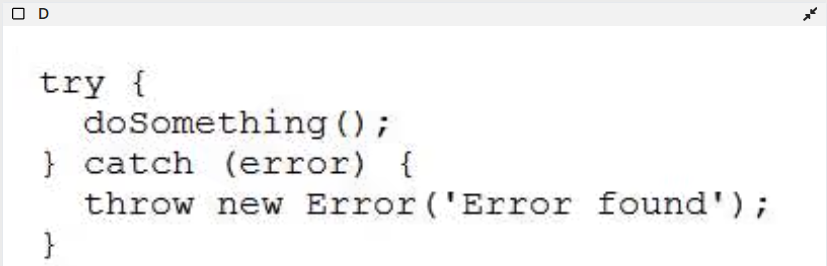 D
try {
  doSomething();
} catch (error) {
  throw new Error('Error found');
}